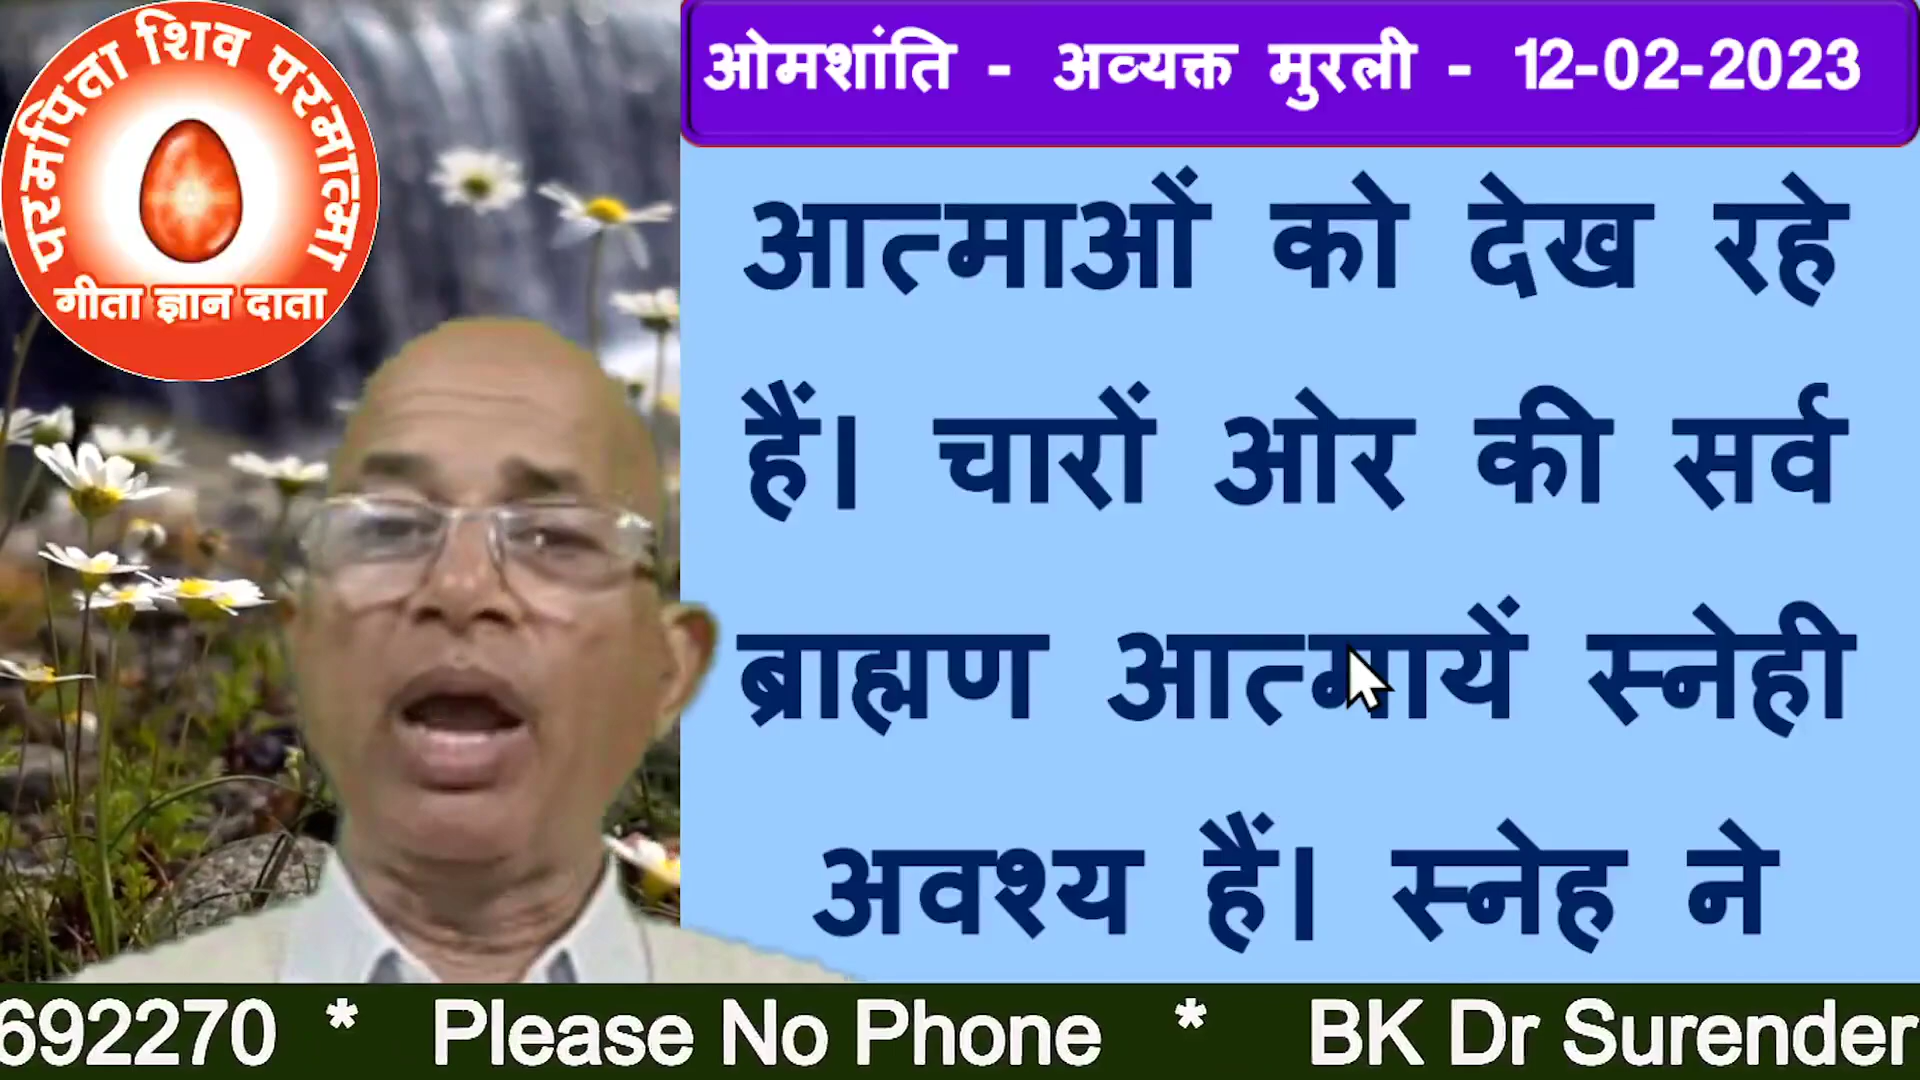 परमपिता शिव परमात्मा
गीता ज्ञान दाता
ओमशांति - अव्यक्त मुरली - 12-02-2023
आत्माओं को देख रहे
हैं। चारों ओर की सर्व
ब्राह्मण आत्मायें स्नेही
अवश्य हैं। स्नेह ने
692270 * Please No Phone * BK Dr Surender